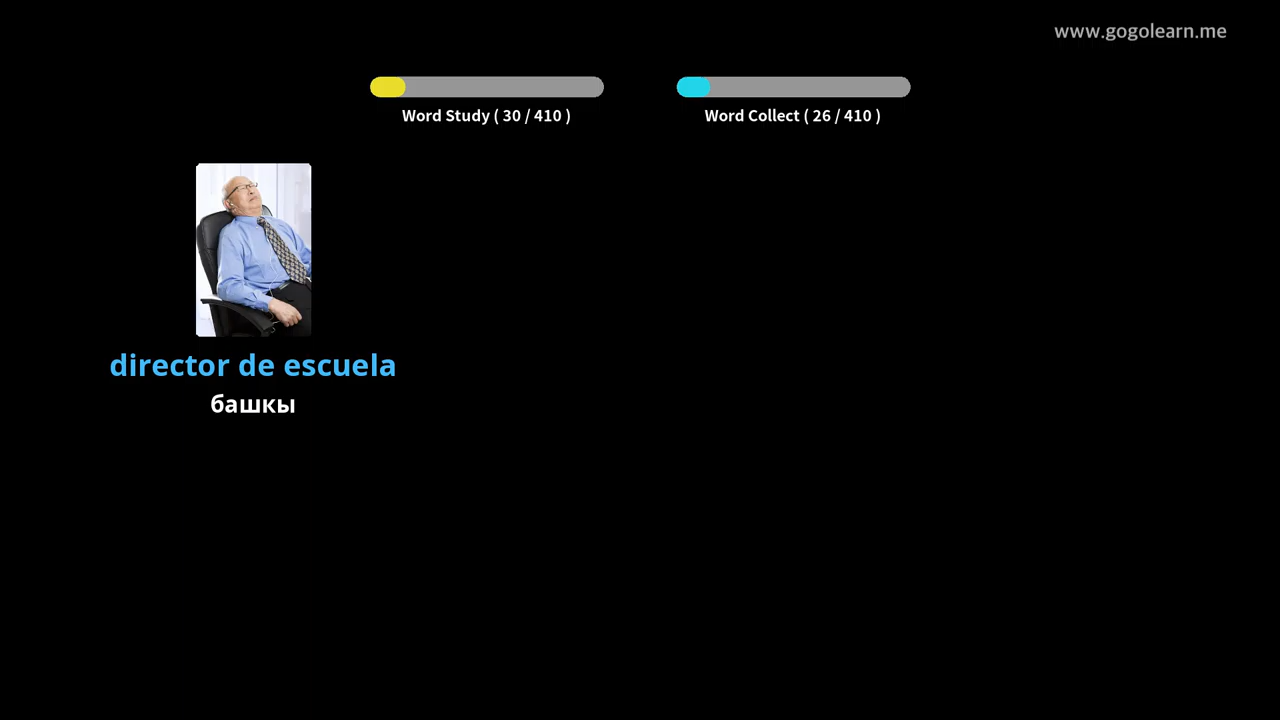 www.gogolearn.me
Word Study ( 30 / 410 )
Word Collect ( 26 / 410 )
director de escuela
башкы